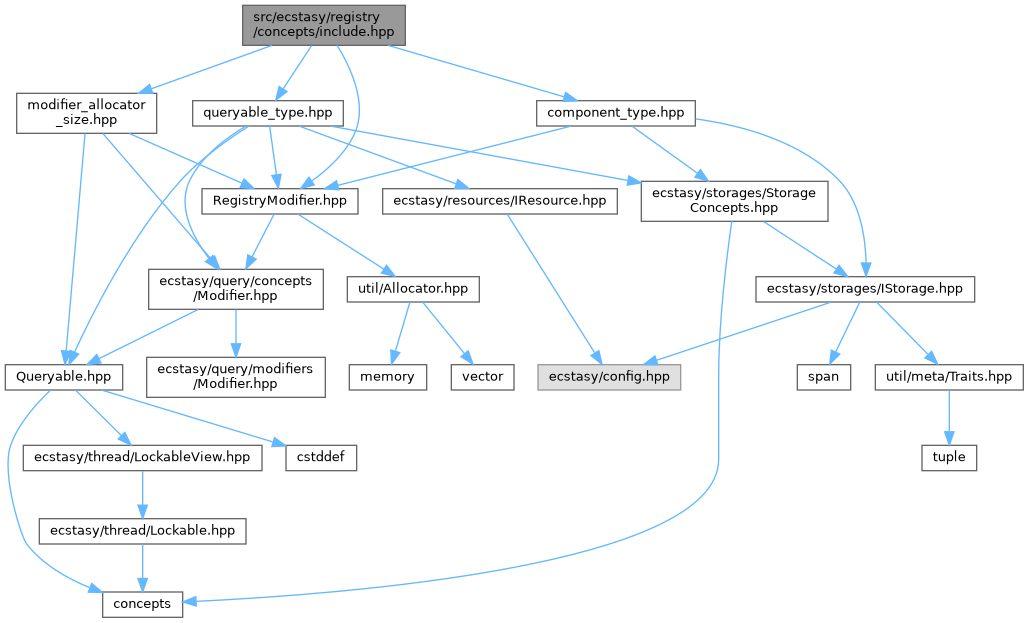 src/ecstasy/registry
/concepts/include.hpp
modifier_allocator
_size.hpp
queryable_type.hpp
component_type.hpp
RegistryModifier.hpp
ecstasy/resources/IResource.hpp
ecstasy/storages/Storage
Concepts.hpp
ecstasy/query/concepts
/Modifier.hpp
util/Allocator.hpp
ecstasy/storages/IStorage.hpp
Queryable.hpp
ecstasy/query/modifiers
/Modifier.hpp
memory
vector
ecstasy/config.hpp
span
util/meta/Traits.hpp
ecstasy/thread/LockableView.hpp
cstddef
tuple
ecstasy/thread/Lockable.hpp
concepts